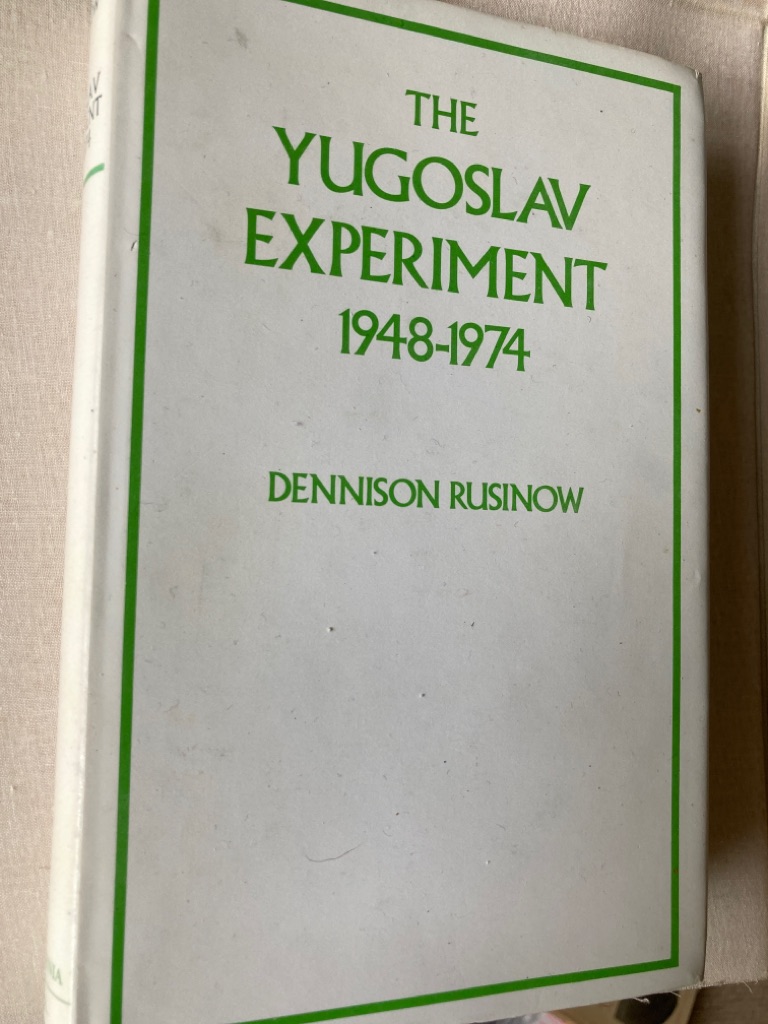 THE
YUGOSLAV
EXPERIMENT
1948-1974
DENNISON RUSINOW